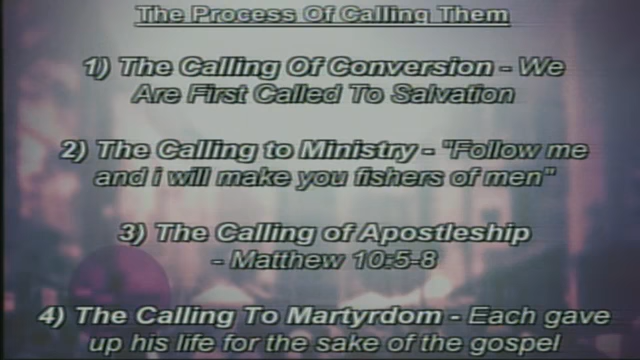 The Process Of Calling Them
1) The Calling Of Conversion - We
Are First Called To Salvation
2) The Calling to Ministry - "Follow me
and i will make you fishers of men"
3) The Calling of Apostleship
- Matthew 10:5-8
4) The Calling To Martyrdom - Each gave
up his life for the sake of the gospel